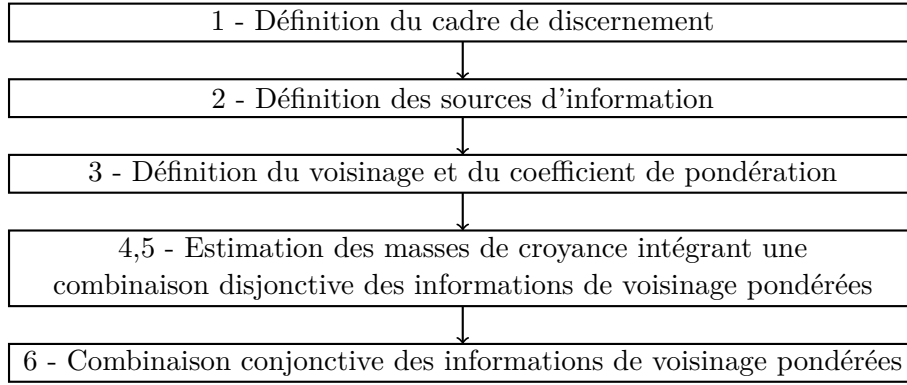 1 - Définition du cadre de discernement
2 - Définition des sources d'information
3 - Définition du voisinage et du coefficient de pondération
4,5 - Estimation des masses de croyance intégrant une
combinaison disjonctive des informations de voisinage pondérées
6 - Combinaison conjonctive des informations de voisinage pondérées